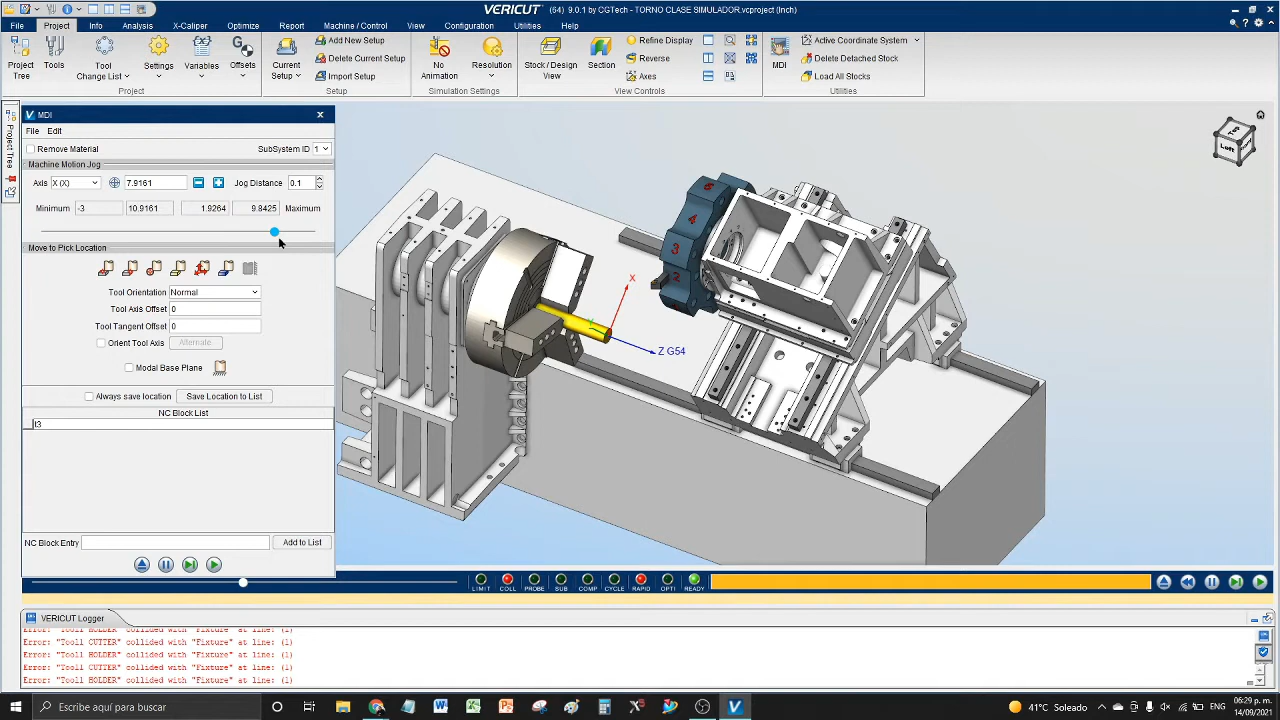 VERICUT (64) 9.0.1 by CGTech - TORNO CLASE SIMULADOR.vcproject (Inch)
File Project Info Analysis X-Caliper Optimize Report Machine / Control View Configuration Utilities Help
Project Tree
Tools
Tool Change List
Settings
Variables
Offsets
Current Setup
Add New Setup
Delete Current Setup
Import Setup
No Animation
Resolution
Stock / Design View
Section
Refine Display
Reverse
Axes
MDI
Active Coordinate System
Delete Detached Stock
Load All Stocks
Project
Setup
Simulation Settings
View Controls
Utilities
Project Tree
MDI
File Edit
Remove Material SubSystem ID 1
Machine Motion Jog
Axis X (X) 7.9161 Jog Distance 0.1
Minimum -3 10.9161 1.9264 9.8425 Maximum
Move to Pick Location
Tool Orientation Normal
Tool Axis Offset 0
Tool Tangent Offset 0
Orient Tool Axis Alternate
Modal Base Plane
Always save location Save Location to List
NC Block List
t3
NC Block Entry Add to List
4
3
2
X
Z G54
Left
LIMIT COLL PROBE SUB COMP CYCLE RAPID OPTI READY
VERICUT Logger
Error: "Tool1 HOLDER" collided with "Fixture" at line: (1)
Error: "Tool1 CUTTER" collided with "Fixture" at line: (1)
Error: "Tool1 HOLDER" collided with "Fixture" at line: (1)
Error: "Tool1 CUTTER" collided with "Fixture" at line: (1)
Error: "Tool1 HOLDER" collided with "Fixture" at line: (1)
Escribe aquí para buscar
41°C Soleado
ENG
06:29 p. m.
14/09/2021